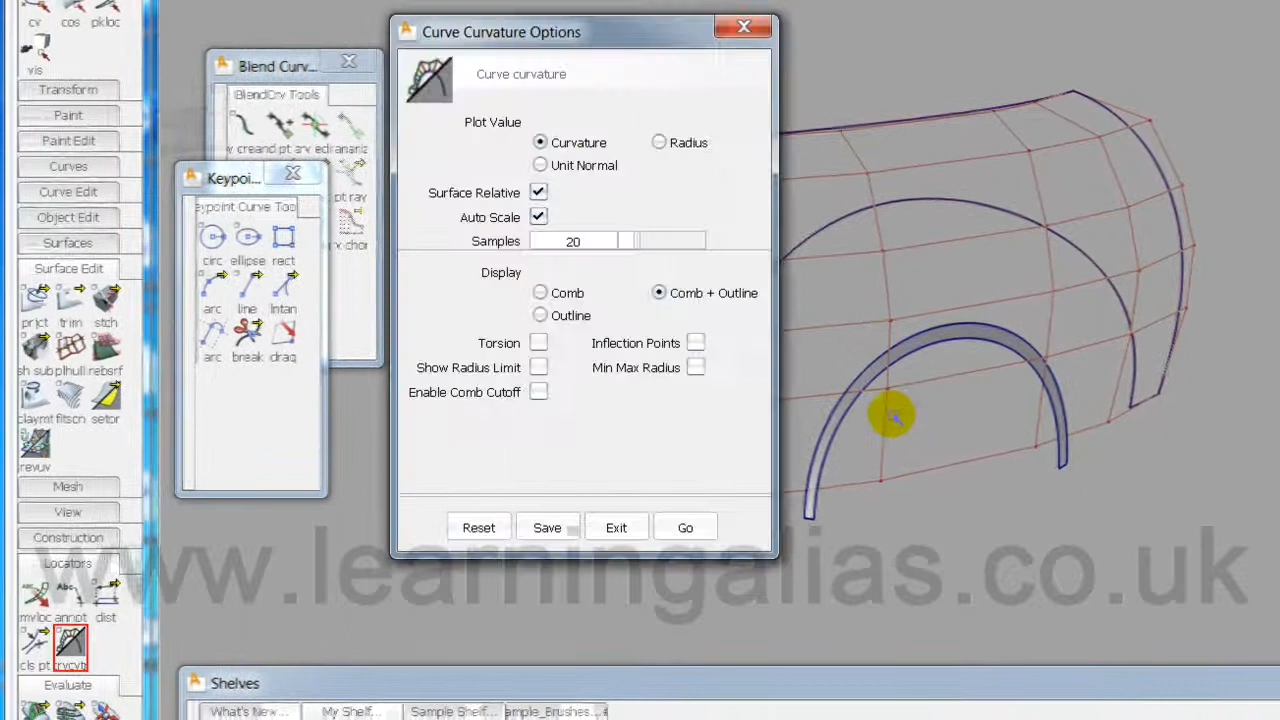 cv cos pkloc
vis
Transform
Paint
Paint Edit
Curves
Curve Edit
Object Edit
Surfaces
Surface Edit
prjct trim stch
sh sub plhull rebsrf
claymt fitscn setor
revuv
Mesh
View
Construction
Locators
mvloc annot dist
cls pt crvcvt
Evaluate
Blend Curv...
BlendCrv Tools
Keypoi...
eypoint Curve Too
circ ellipse rect
arc line lntan
arc break drag
Curve Curvature Options
Curve curvature
Plot Value
Curvature Radius
Unit Normal
Surface Relative
Auto Scale
Samples 20
Display
Comb Comb + Outline
Outline
Torsion Inflection Points
Show Radius Limit Min Max Radius
Enable Comb Cutoff
Reset Save Exit Go
www.learningalias.co.uk
Shelves
What's New... My Shelf... Sample Shelf... ample_Brushes...